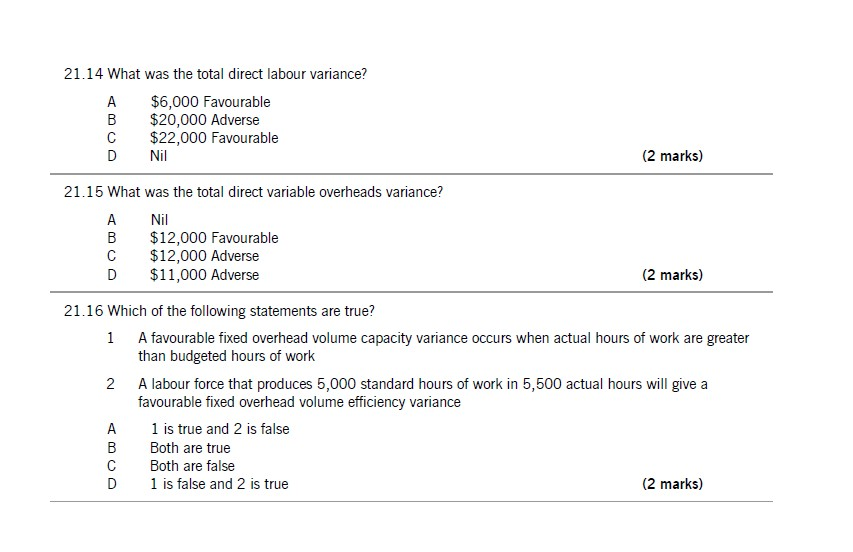 21.14 What was the total direct labour variance?
A $6,000 Favourable
B $20,000 Adverse
C $22,000 Favourable
D Nil (2 marks)
21.15 What was the total direct variable overheads variance?
A Nil
B $12,000 Favourable
C $12,000 Adverse
D $11,000 Adverse (2 marks)
21.16 Which of the following statements are true?
1 A favourable fixed overhead volume capacity variance occurs when actual hours of work are greater
than budgeted hours of work
2 A labour force that produces 5,000 standard hours of work in 5,500 actual hours will give a
favourable fixed overhead volume efficiency variance
A 1 is true and 2 is false
B Both are true
C Both are false
D 1 is false and 2 is true (2 marks)